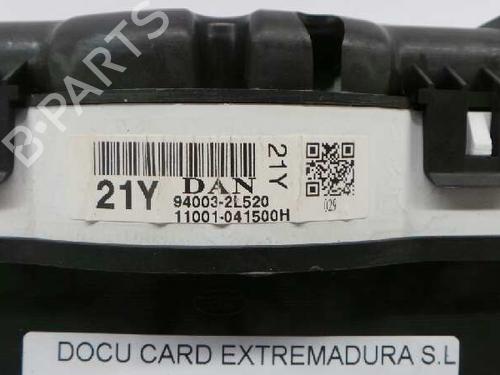 B-PARTS
21Y
DAN
94003-2L520
11001-041500H
21Y
029
DOCU CARD EXTREMADURA S.L